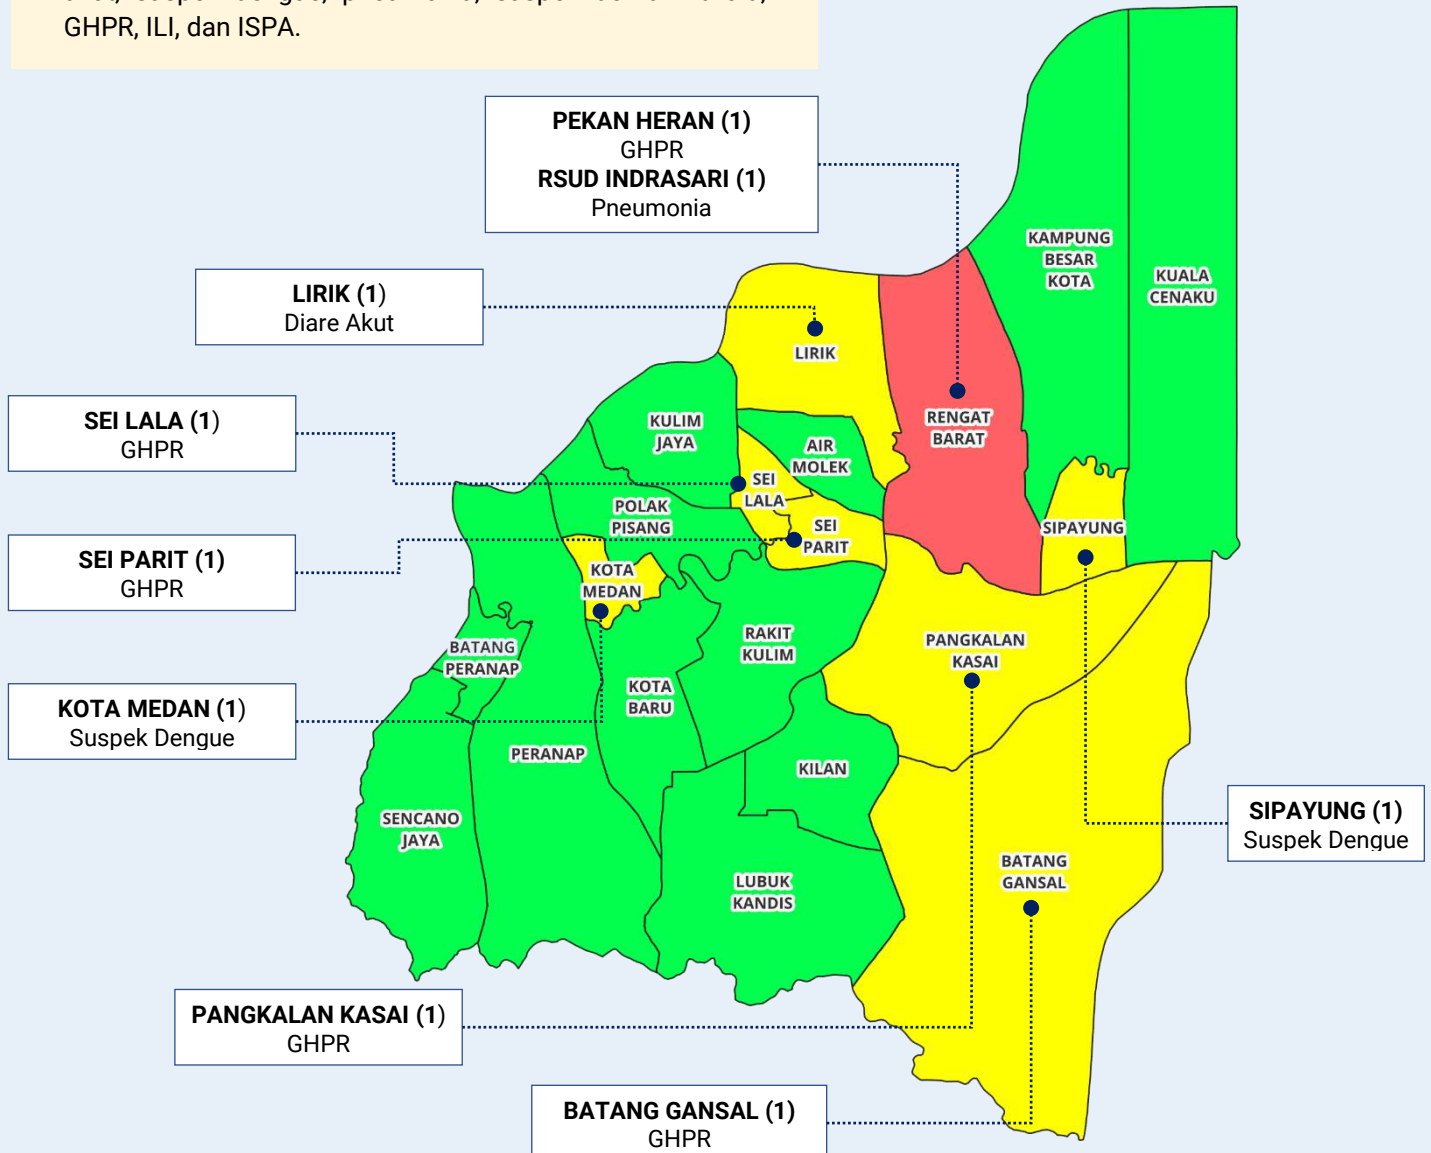 GHPR, ILI, dan ISPA.
PEKAN HERAN (1)
GHPR
RSUD INDRASARI (1)
Pneumonia
LIRIK (1)
Diare Akut
SEI LALA (1)
GHPR
SEI PARIT (1)
GHPR
KOTA MEDAN (1)
Suspek Dengue
PANGKALAN KASAI (1)
GHPR
BATANG GANSAL (1)
GHPR
SIPAYUNG (1)
Suspek Dengue
KAMPUNG
BESAR
KOTA
KUALA
CENAKU
LIRIK
RENGAT
BARAT
KULIM
JAYA
AIR
MOLEK
SEI
LALA
POLAK
PISANG
SEI
PARIT
SIPAYUNG
KOTA
MEDAN
BATANG
PERANAP
RAKIT
KULIM
PANGKALAN
KASAI
KOTA
BARU
PERANAP
KILAN
SENCANO
JAYA
LUBUK
KANDIS
BATANG
GANSAL